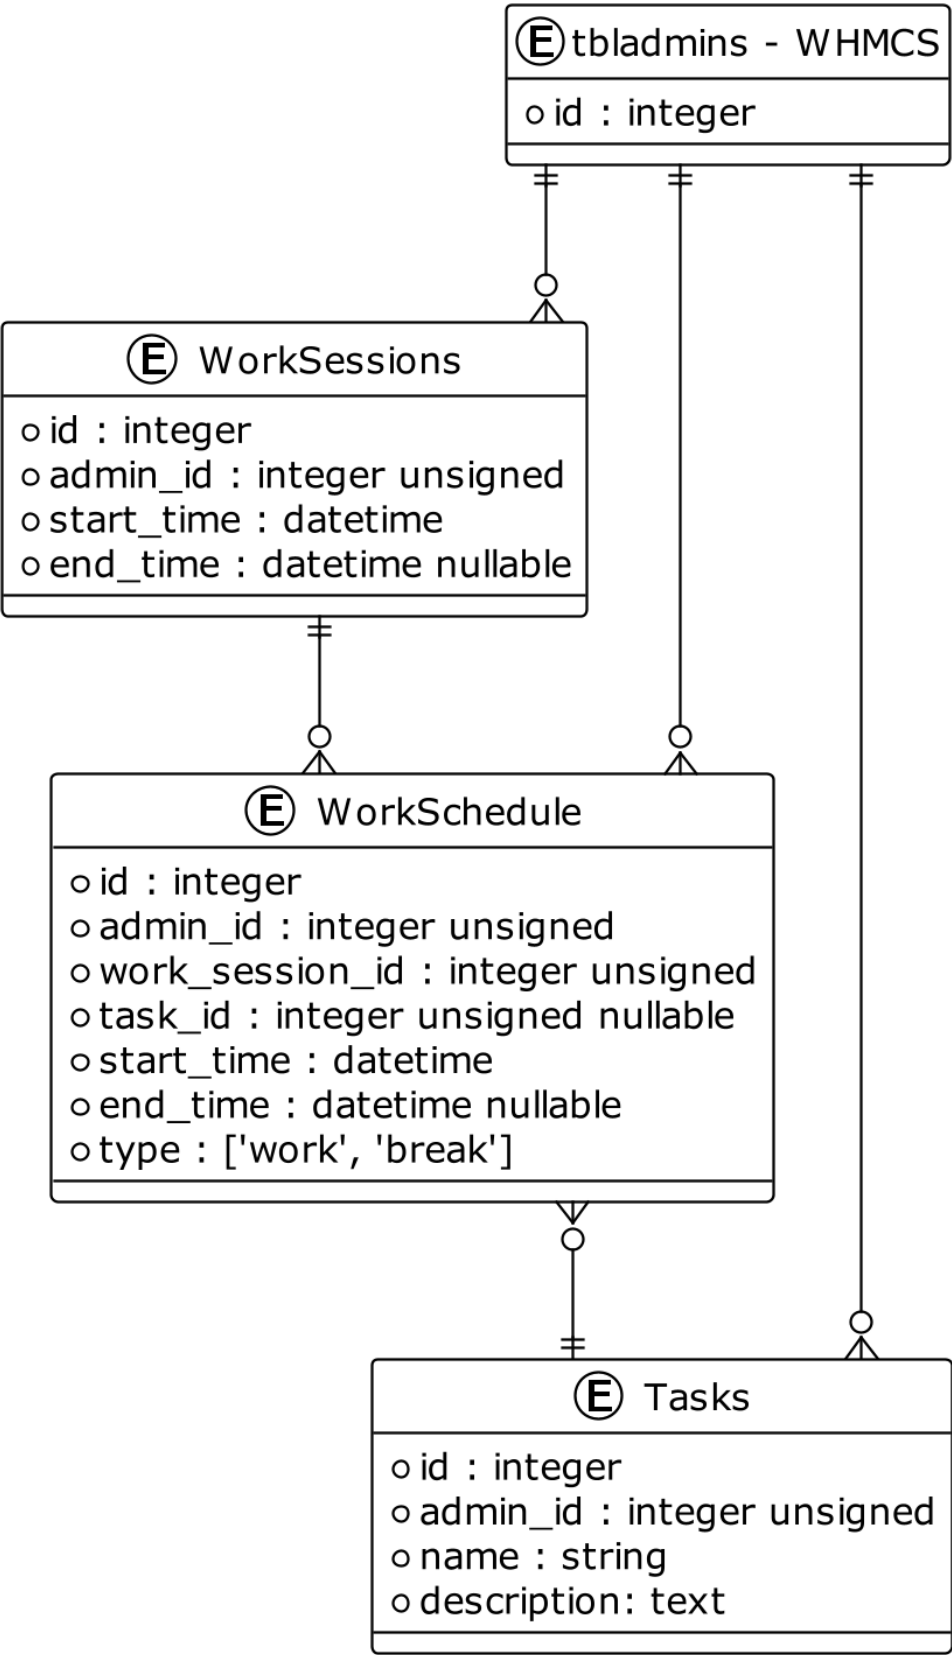 E tbladmins - WHMCS
id : integer
E WorkSessions
id : integer
admin_id : integer unsigned
start_time : datetime
end_time : datetime nullable
E WorkSchedule
id : integer
admin_id : integer unsigned
work_session_id : integer unsigned
task_id : integer unsigned nullable
start_time : datetime
end_time : datetime nullable
type : ['work', 'break']
E Tasks
id : integer
admin_id : integer unsigned
name : string
description: text